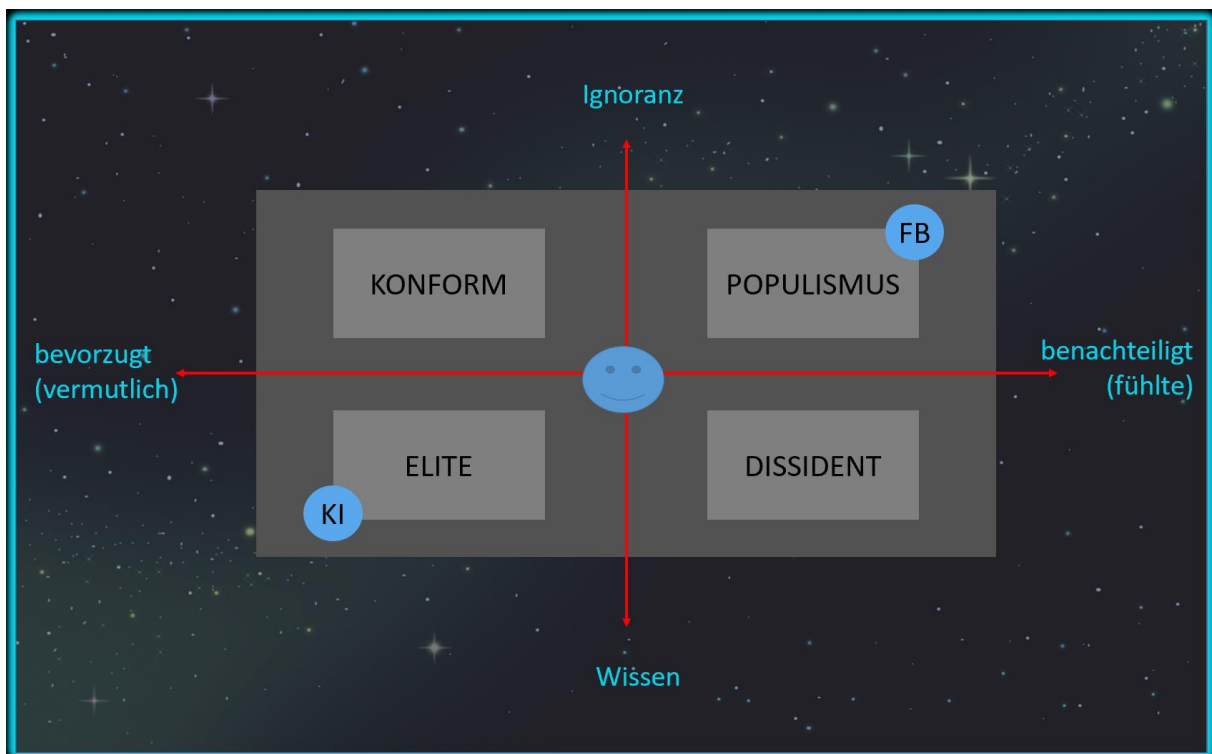 Ignoranz
FB
KONFORM
POPULISMUS
bevorzugt
(vermutlich)
benachteiligt
(fühlte)
ELITE
DISSIDENT
KI
Wissen